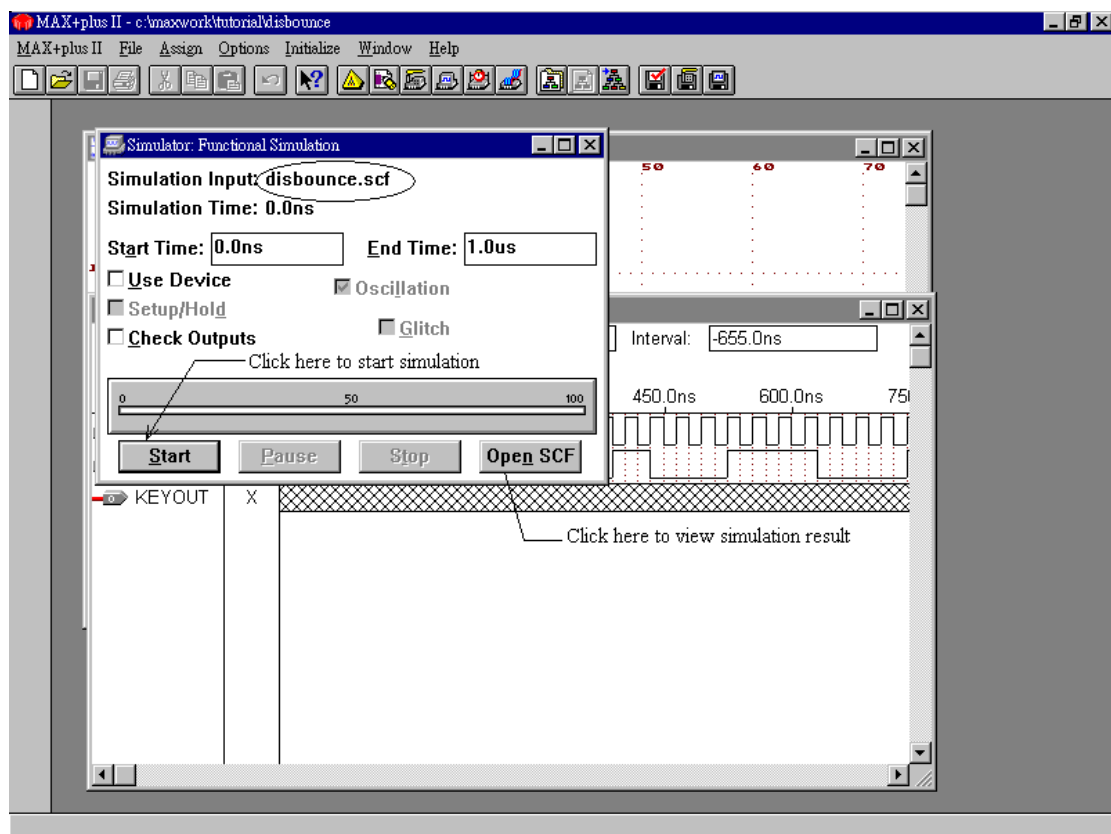 MAX+plus II - c:\maxwork\tutorial\disbounce
MAX+plus II File Assign Options Initialize Window Help
Simulator: Functional Simulation
Simulation Input: disbounce.scf
Simulation Time: 0.0ns
Start Time: 0.0ns End Time: 1.0us
Use Device
Oscillation
Setup/Hold
Glitch
Check Outputs
Click here to start simulation
0 50 100
Start Pause Stop Open SCF
50 60 70
Interval: -655.0ns
450.0ns 600.0ns
KEYOUT X
Click here to view simulation result